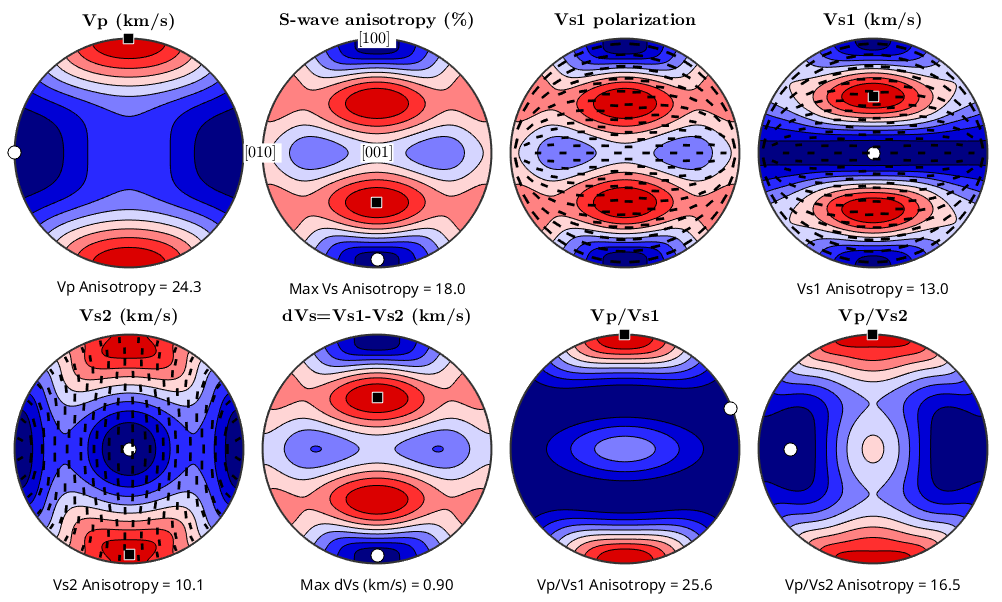 Vp (km/s)
S-wave anisotropy (%)
Vs1 polarization
Vs1 (km/s)
[100]
[010]
[001]
Vp Anisotropy = 24.3
Max Vs Anisotropy = 18.0
Vs1 Anisotropy = 13.0
Vs2 (km/s)
dVs=Vs1-Vs2 (km/s)
Vp/Vs1
Vp/Vs2
Vs2 Anisotropy = 10.1
Max dVs (km/s) = 0.90
Vp/Vs1 Anisotropy = 25.6
Vp/Vs2 Anisotropy = 16.5